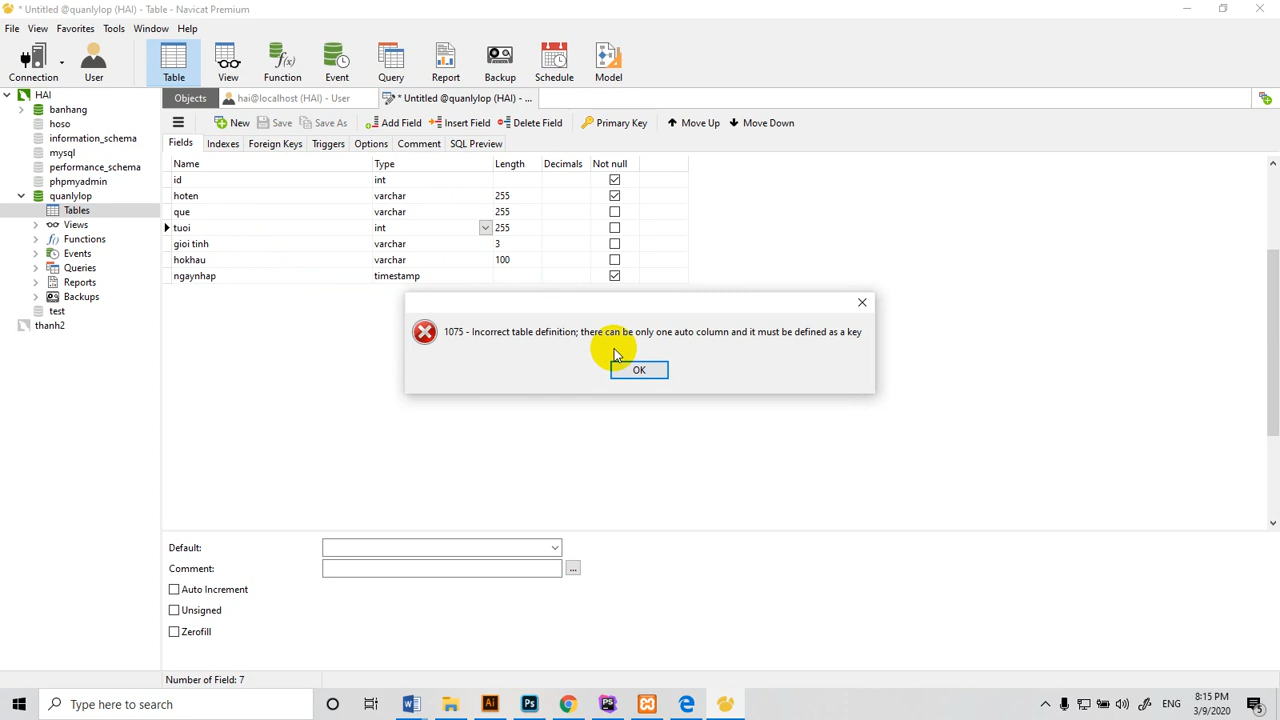 * Untitled @quanlylop (HAI) - Table - Navicat Premium
File View Favorites Tools Window Help
Connection User Table View Function Event Query Report Backup Schedule Model
HAI
banhang
hoso
information_schema
mysql
performance_schema
phpmyadmin
quanlylop
Tables
Views
Functions
Events
Queries
Reports
Backups
test
thanh2
Objects hai@localhost (HAI) - User * Untitled @quanlylop (HAI) - ...
New Save Save As Add Field Insert Field Delete Field Primary Key Move Up Move Down
Fields Indexes Foreign Keys Triggers Options Comment SQL Preview
Name Type Length Decimals Not null
id int
hoten varchar 255
que varchar 255
tuoi int 255
gioi tinh varchar 3
hokhau varchar 100
ngaynhap timestamp
1075 - Incorrect table definition; there can be only one auto column and it must be defined as a key
OK
Default:
Comment: ...
Auto Increment
Unsigned
Zerofill
Number of Field: 7
Type here to search
ENG
8:15 PM
3/9/2020
5